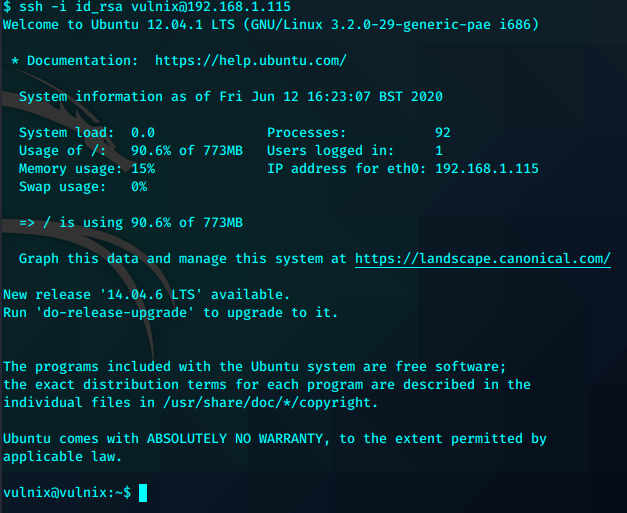 $ ssh -i id_rsa vulnix@192.168.1.115
Welcome to Ubuntu 12.04.1 LTS (GNU/Linux 3.2.0-29-generic-pae i686)
* Documentation:  https://help.ubuntu.com/
System information as of Fri Jun 12 16:23:07 BST 2020
System load:  0.0               Processes:           92
Usage of /:   90.6% of 773MB   Users logged in:     1
Memory usage: 15%               IP address for eth0: 192.168.1.115
Swap usage:   0%
=> / is using 90.6% of 773MB
Graph this data and manage this system at https://landscape.canonical.com/
New release '14.04.6 LTS' available.
Run 'do-release-upgrade' to upgrade to it.
The programs included with the Ubuntu system are free software;
the exact distribution terms for each program are described in the
individual files in /usr/share/doc/*/copyright.
Ubuntu comes with ABSOLUTELY NO WARRANTY, to the extent permitted by
applicable law.
vulnix@vulnix:~$